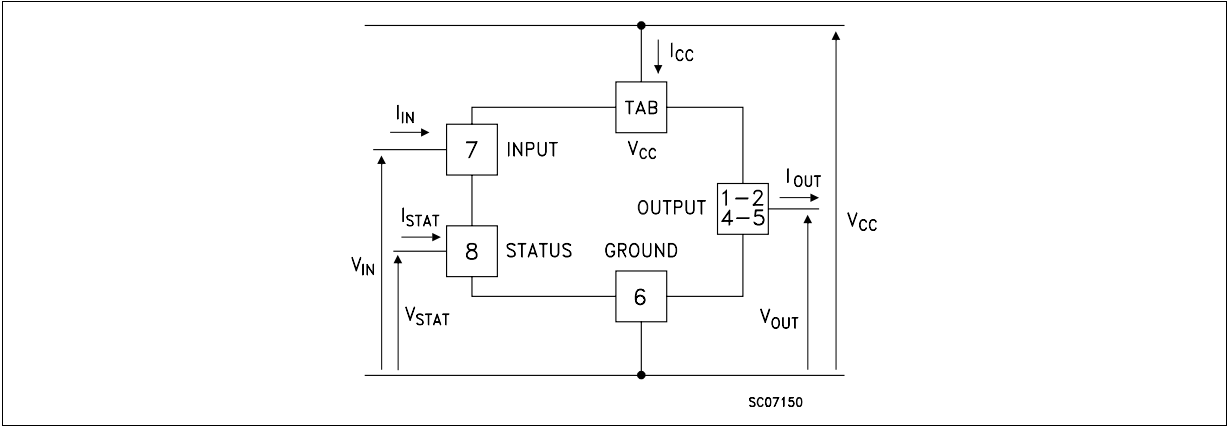 I_CC
TAB
V_CC
I_IN
7
INPUT
1-2
4-5
OUTPUT
I_OUT
V_CC
I_STAT
8
STATUS
GROUND
V_IN
6
V_STAT
V_OUT
SC07150